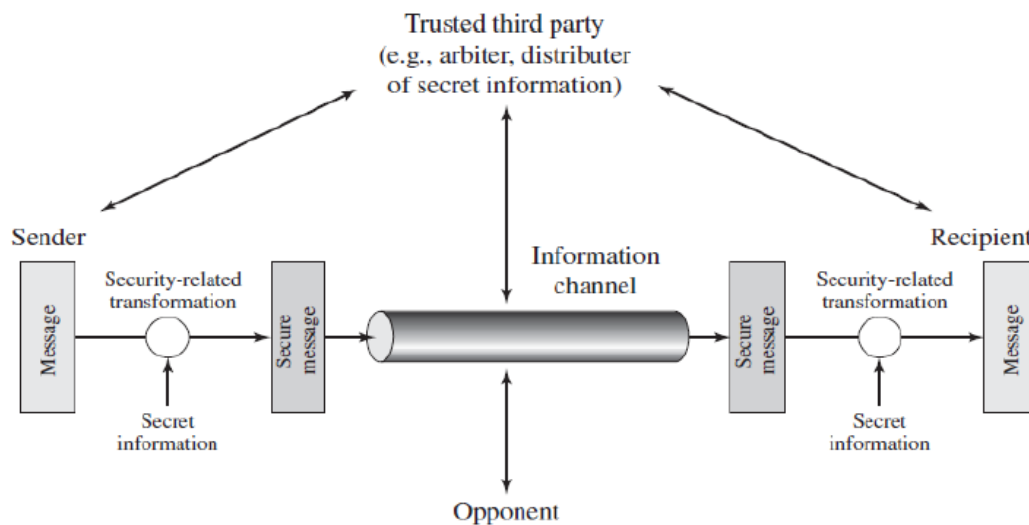 Trusted third party
(e.g., arbiter, distributer
of secret information)
Sender
Recipient
Information
channel
Security-related
transformation
Security-related
transformation
Message
Secure
message
Secure
message
Message
Secret
information
Secret
information
Opponent